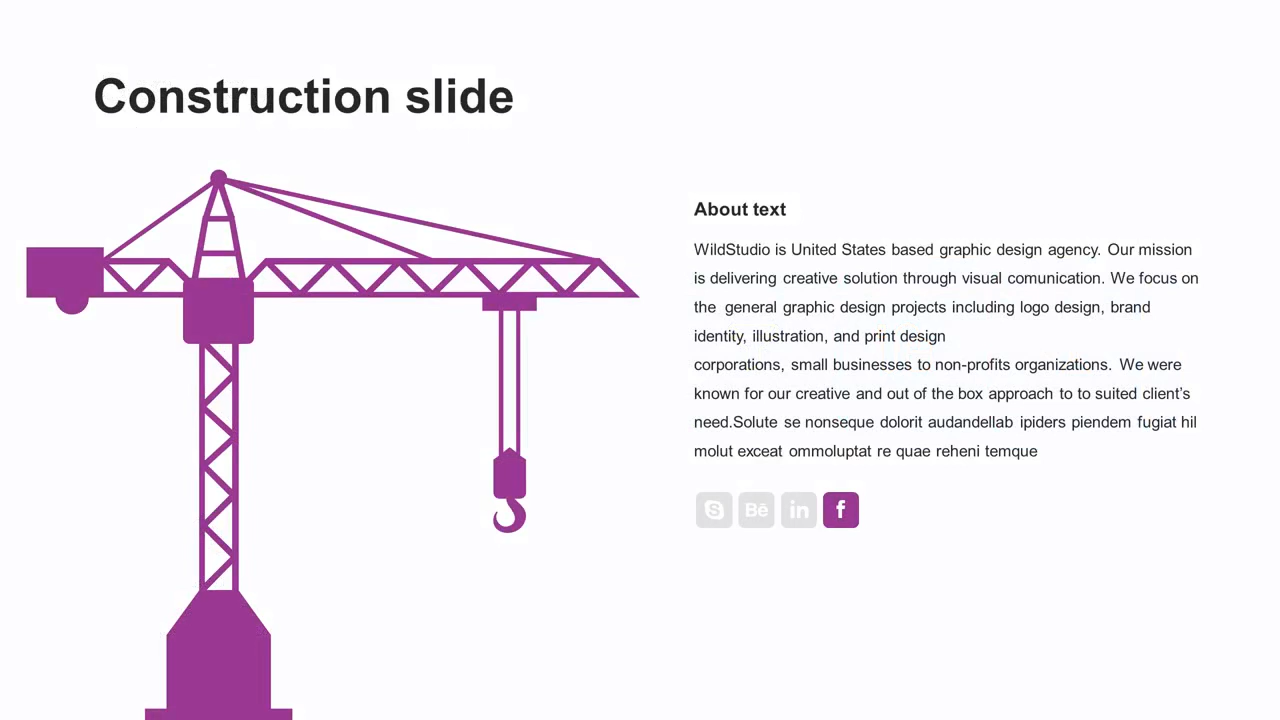 Construction slide
About text
WildStudio is United States based graphic design agency. Our mission
is delivering creative solution through visual comunication. We focus on
the general graphic design projects including logo design, brand
identity, illustration, and print design
corporations, small businesses to non-profits organizations. We were
known for our creative and out of the box approach to to suited client's
need.Solute se nonseque dolorit audandellab ipiders piendem fugiat hil
molut exceat ommoluptat re quae reheni temque
S Bē in f